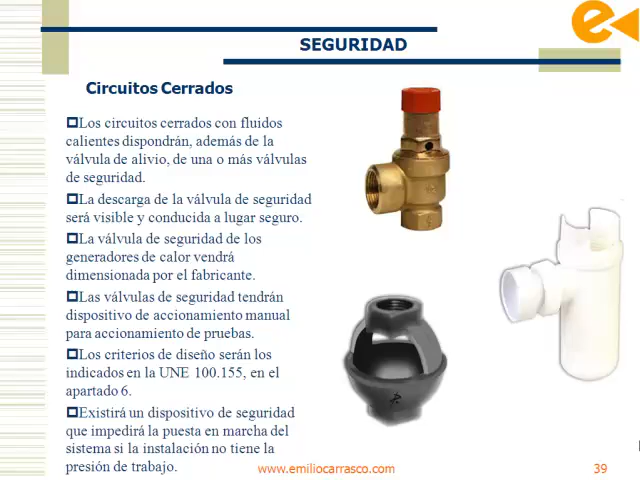 SEGURIDAD
Circuitos Cerrados
Los circuitos cerrados con fluidos
calientes dispondrán, además de la
válvula de alivio, de una o más válvulas
de seguridad.
La descarga de la válvula de seguridad
será visible y conducida a lugar seguro.
La válvula de seguridad de los
generadores de calor vendrá
dimensionada por el fabricante.
Las válvulas de seguridad tendrán
dispositivo de accionamiento manual
para accionamiento de pruebas.
Los criterios de diseño serán los
indicados en la UNE 100.155, en el
apartado 6.
Existirá un dispositivo de seguridad
que impedirá la puesta en marcha del
sistema si la instalación no tiene la
presión de trabajo.
www.emiliocarrasco.com
39